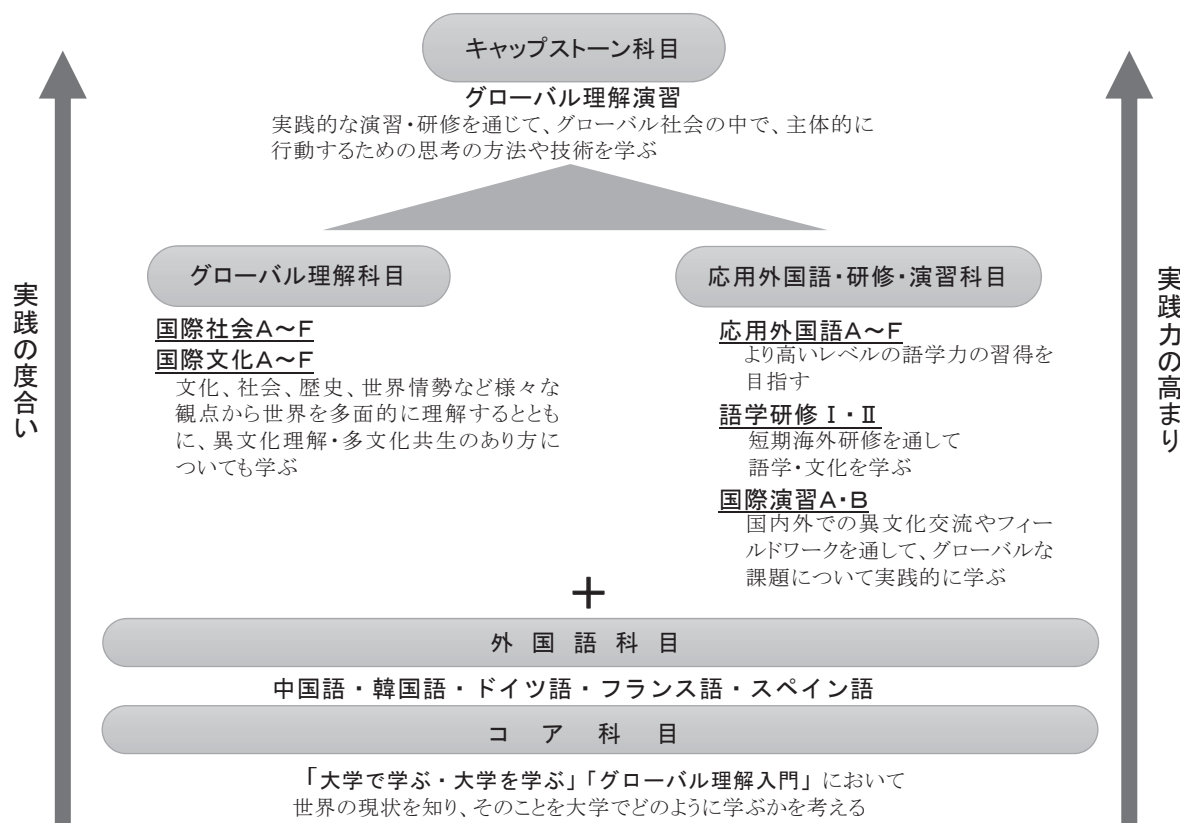 キャップストーン科目
グローバル理解演習
実践的な演習・研修を通じて、グローバル社会の中で、主体的に
行動するための思考の方法や技術を学ぶ
実践の度合い
実践力の高まり
グローバル理解科目
国際社会A~F
国際文化A~F
文化、社会、歴史、世界情勢など様々な
観点から世界を多面的に理解するととも
に、異文化理解・多文化共生のあり方に
ついても学ぶ
応用外国語・研修・演習科目
応用外国語A~F
より高いレベルの語学力の習得を
目指す
語学研修 Ⅰ・Ⅱ
短期海外研修を通して
語学・文化を学ぶ
国際演習A・B
国内外での異文化交流やフィー
ルドワークを通して、グローバルな
課題について実践的に学ぶ
+
外国語科目
中国語・韓国語・ドイツ語・フランス語・スペイン語
コア科目
「大学で学ぶ・大学を学ぶ」「グローバル理解入門」において
世界の現状を知り、そのことを大学でどのように学ぶかを考える